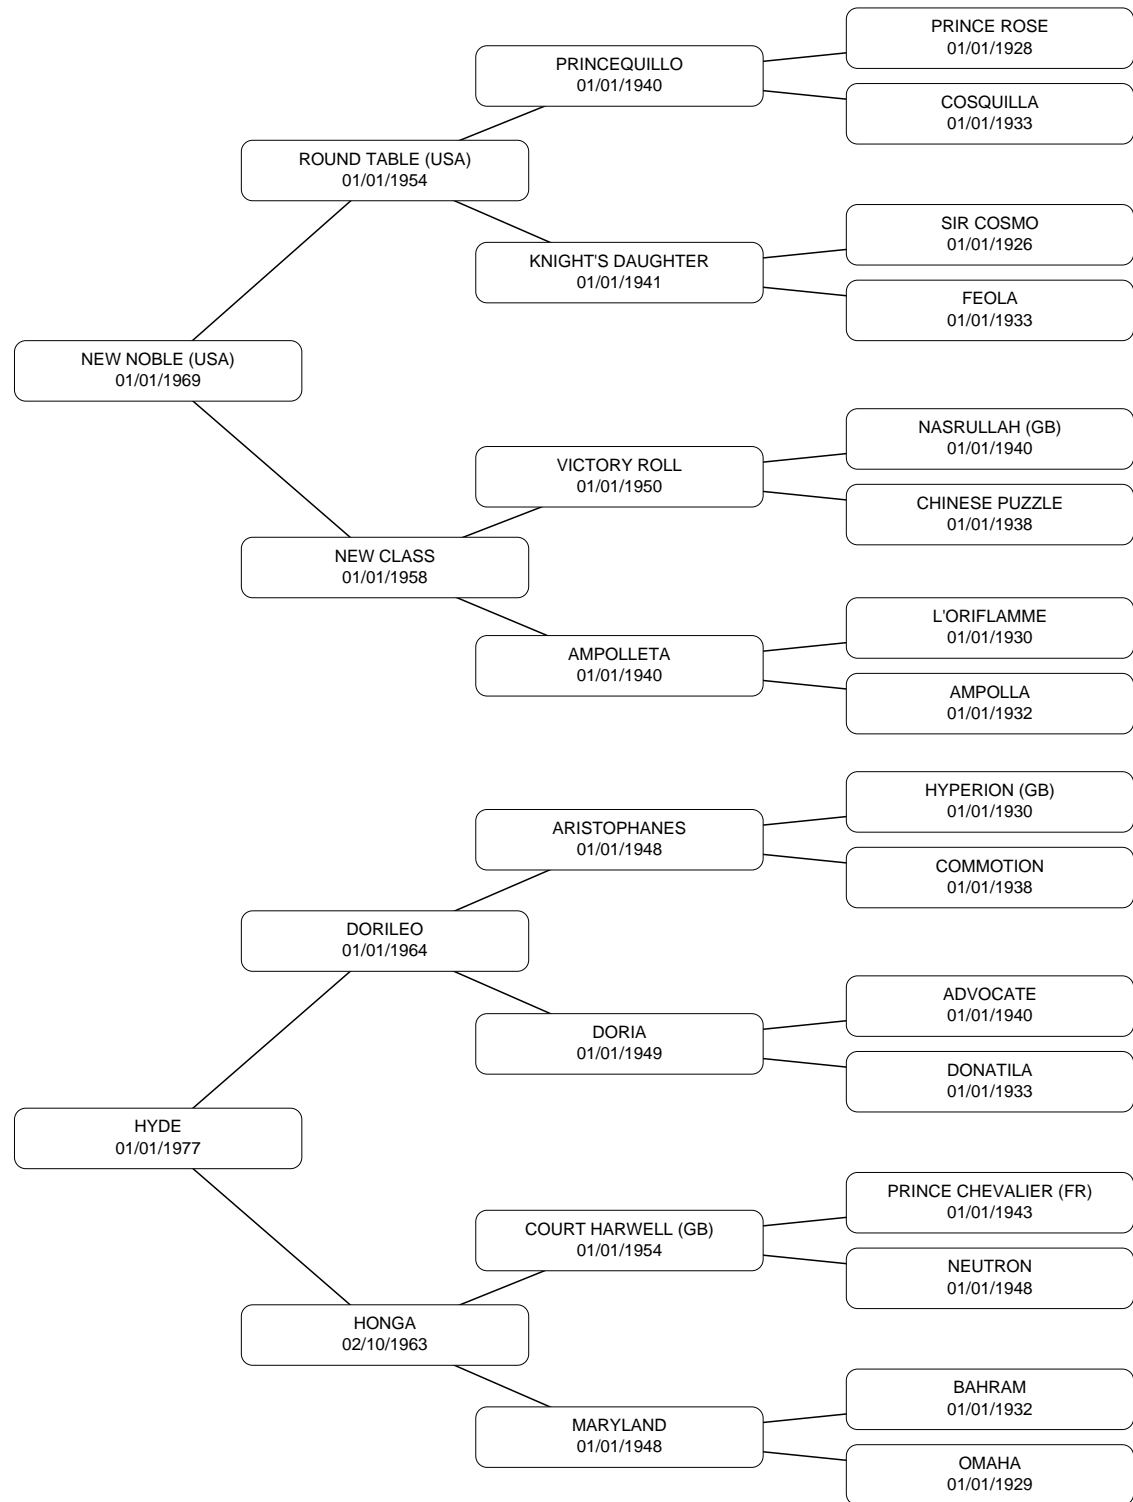 PRINCE ROSE
01/01/1928
PRINCEQUILLO
01/01/1940
COSQUILLA
01/01/1933
ROUND TABLE (USA)
01/01/1954
SIR COSMO
01/01/1926
KNIGHT'S DAUGHTER
01/01/1941
FEOLA
01/01/1933
NEW NOBLE (USA)
01/01/1969
NASRULLAH (GB)
01/01/1940
VICTORY ROLL
01/01/1950
CHINESE PUZZLE
01/01/1938
NEW CLASS
01/01/1958
L'ORIFLAMME
01/01/1930
AMPOLLETA
01/01/1940
AMPOLLA
01/01/1932
HYPERION (GB)
01/01/1930
ARISTOPHANES
01/01/1948
COMMOTION
01/01/1938
DORILEO
01/01/1964
ADVOCATE
01/01/1940
DORIA
01/01/1949
DONATILA
01/01/1933
HYDE
01/01/1977
PRINCE CHEVALIER (FR)
01/01/1943
COURT HARWELL (GB)
01/01/1954
NEUTRON
01/01/1948
HONGA
02/10/1963
BAHRAM
01/01/1932
MARYLAND
01/01/1948
OMAHA
01/01/1929